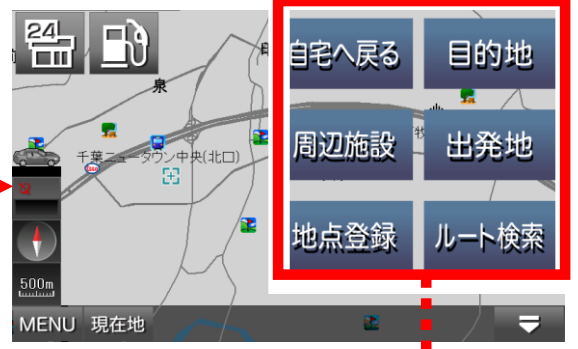 24
自宅へ戻る
目的地
泉
千葉ニュータウン中央(北口)
周辺施設
出発地
地点登録
ルート検索
500m
MENU
現在地